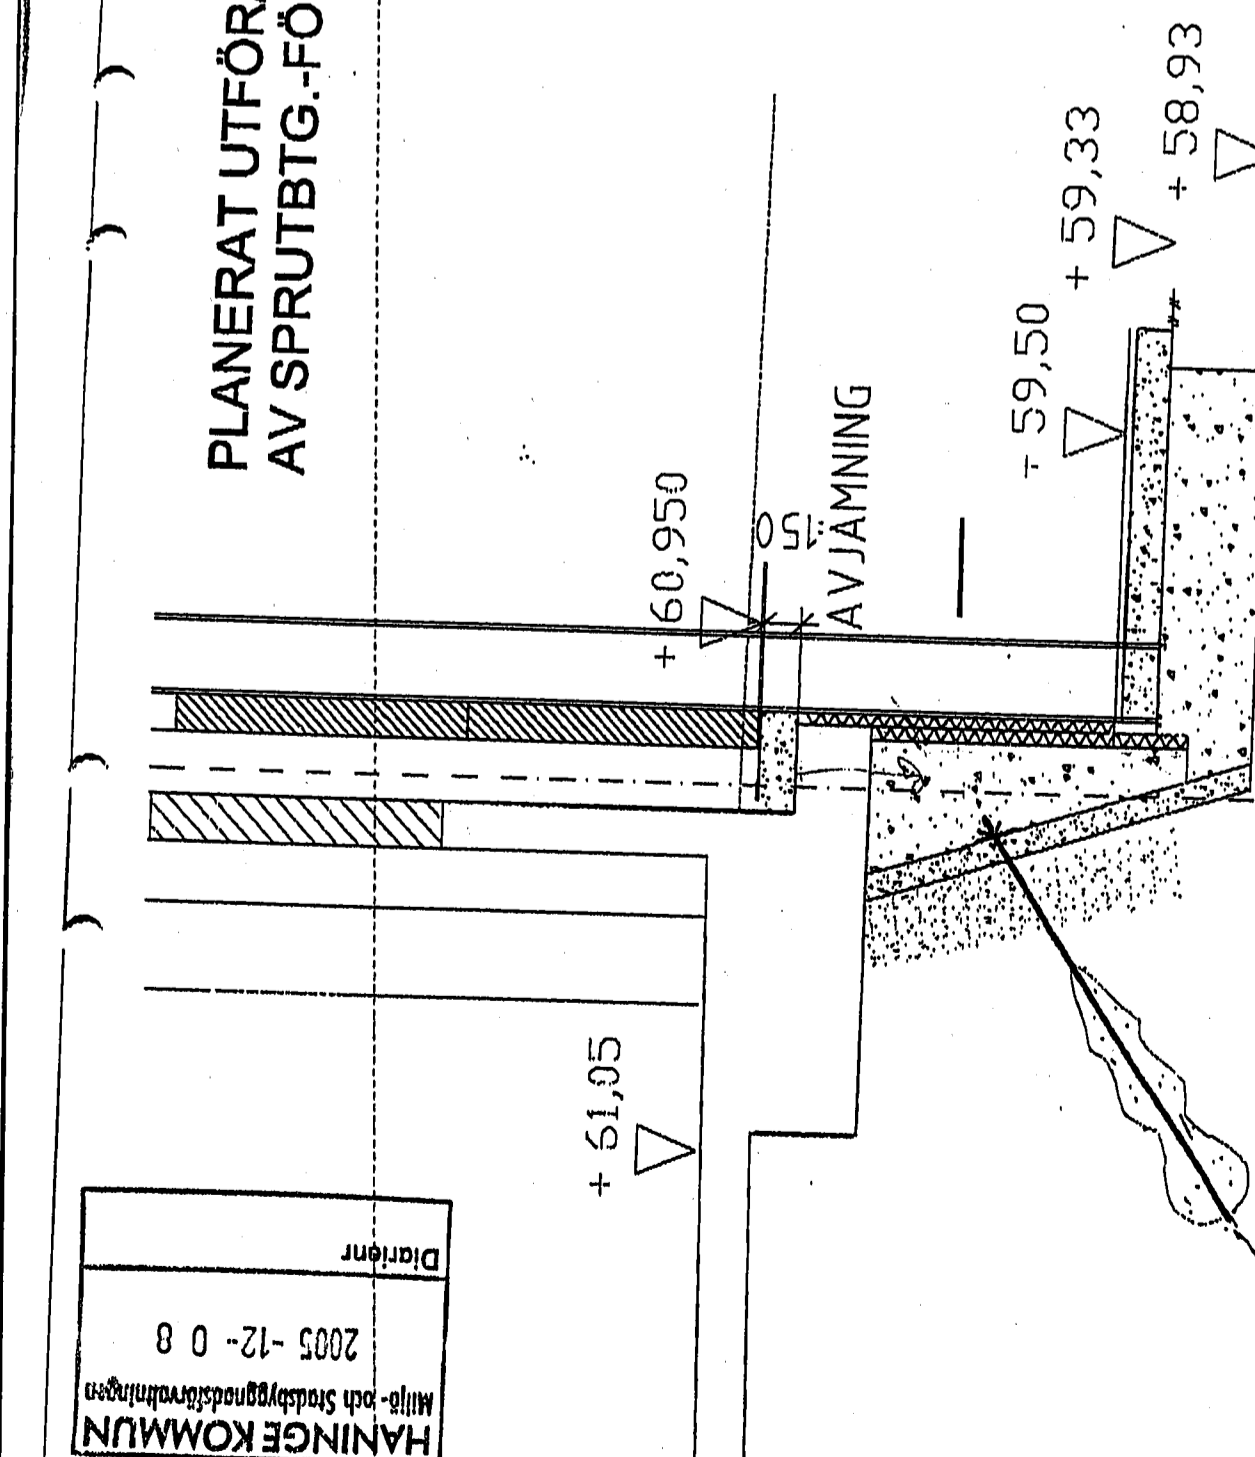 PLANERAT UTFÖR
AV SPRUTBTG.-FÖ
+ 58,93
+ 59,33
- 59,50
+ 60,950
150
AVJÄMNING
+ 61,05
HANINGE KOMMUN
Miljö- och Stadsbyggnadsförvaltningen
2005 -12- 0 8
Diarienr